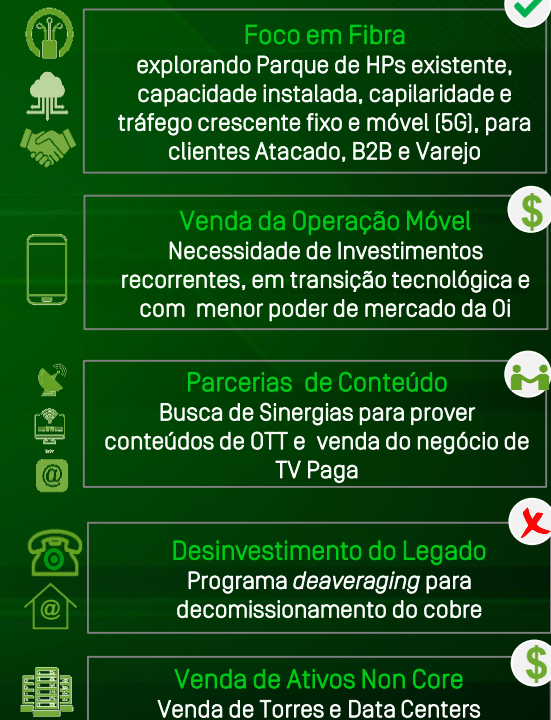 Foco em Fibra
explorando Parque de HPs existente,
capacidade instalada, capilaridade e
tráfego crescente fixo e móvel (5G), para
clientes Atacado, B2B e Varejo
$
Venda da Operação Móvel
Necessidade de Investimentos
recorrentes, em transição tecnológica e
com menor poder de mercado da Oi
Parcerias de Conteúdo
Busca de Sinergias para prover
conteúdos de OTT e venda do negócio de
TV Paga
@
Desinvestimento do Legado
Programa deaveraging para
decomissionamento do cobre
@
$
Venda de Ativos Non Core
Venda de Torres e Data Centers